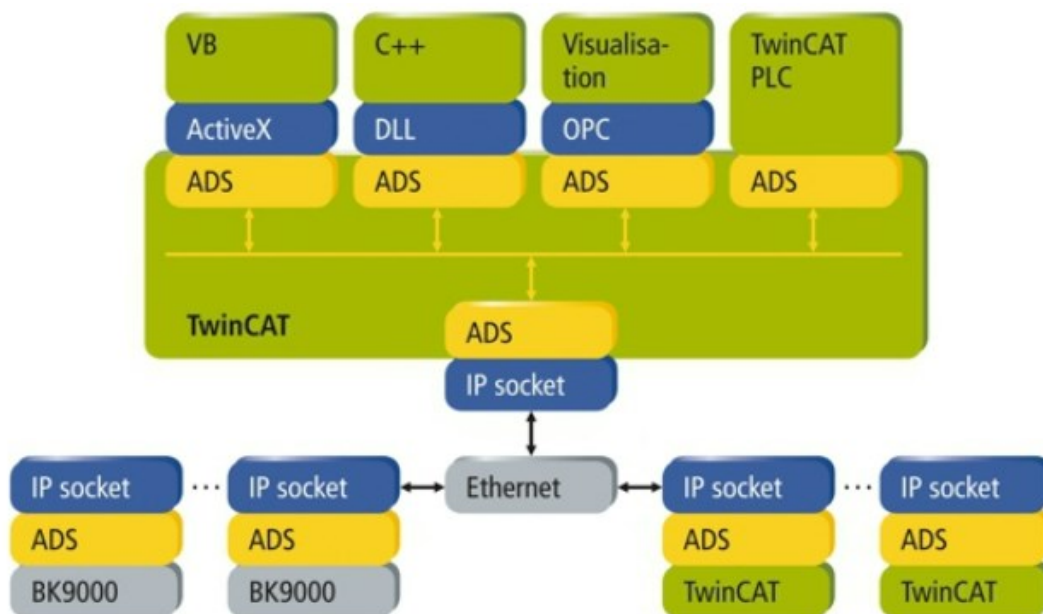 VB
C++
Visualisa-
tion
TwinCAT
PLC
ActiveX
DLL
OPC
ADS
ADS
ADS
ADS
TwinCAT
ADS
IP socket
IP socket
...
IP socket
Ethernet
IP socket
...
IP socket
ADS
ADS
ADS
ADS
BK9000
BK9000
TwinCAT
TwinCAT